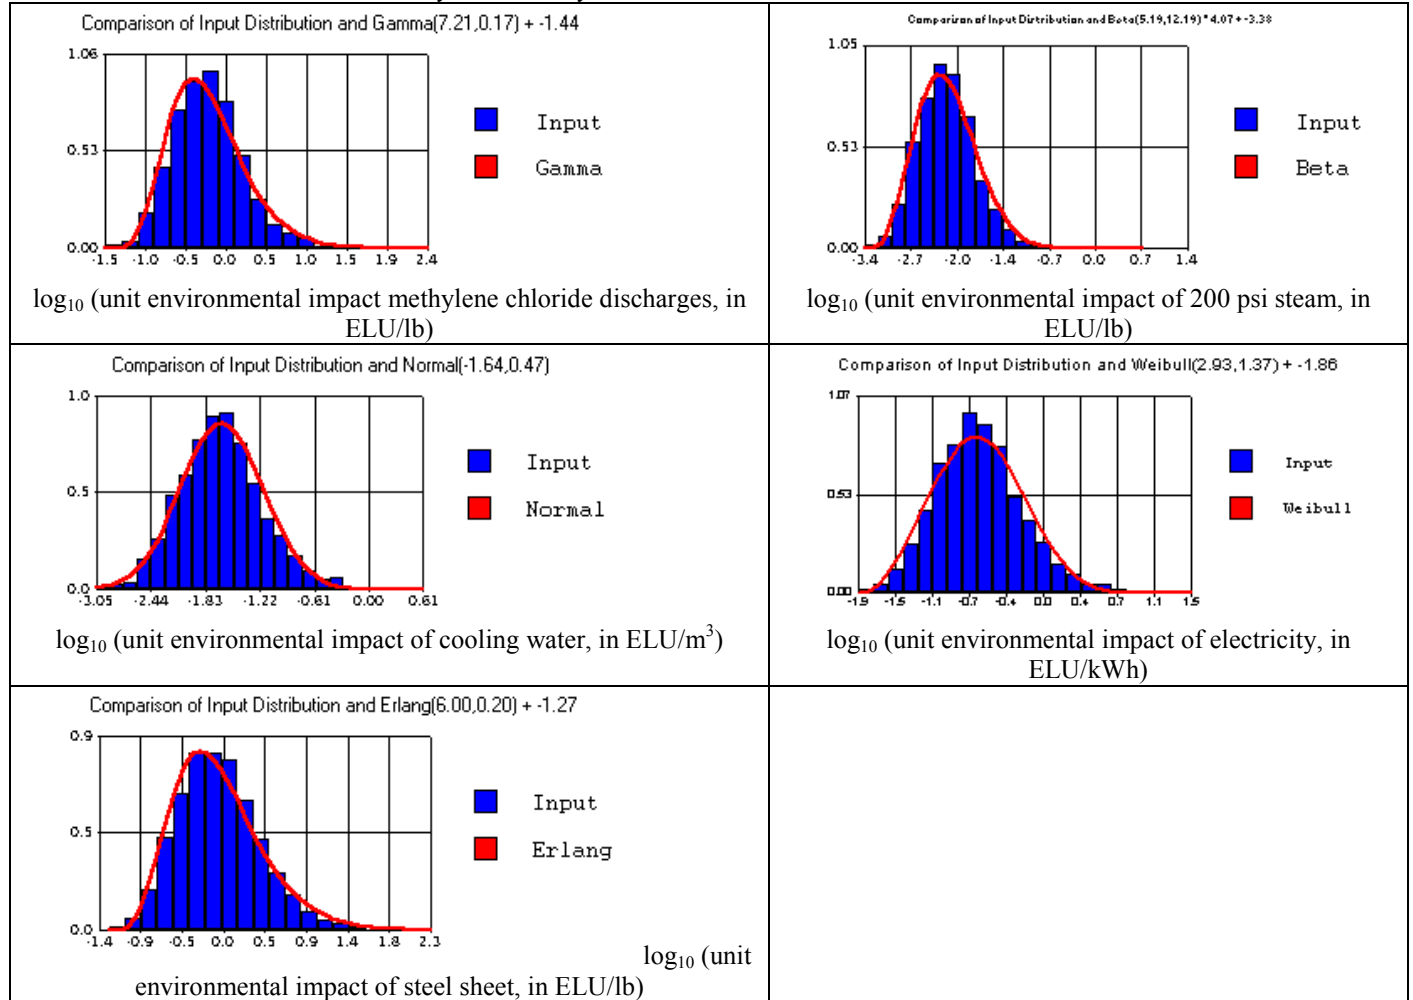 Comparison of Input Distribution and Gamma(7.21,0.17) + -1.44
1.06
0.53
0.00
-1.5 -1.0 -0.5 0.0 0.5 1.0 1.5 1.9 2.4
Input
Gamma
log10 (unit environmental impact methylene chloride discharges, in
ELU/lb)
Comparison of Input Distribution and Beta(5.19,12.19) * 4.07 + -3.38
1.05
0.53
0.00
-3.4 -2.7 -2.0 -1.4 -0.7 0.0 0.7 1.4
Input
Beta
log10 (unit environmental impact of 200 psi steam, in
ELU/lb)
Comparison of Input Distribution and Normal(-1.64,0.47)
1.0
0.5
0.0
-3.05 -2.44 -1.83 -1.22 -0.61 0.00 0.61
Input
Normal
log10 (unit environmental impact of cooling water, in ELU/m3)
Comparison of Input Distribution and Weibull(2.93,1.37) + -1.86
1.07
0.53
0.00
-1.9 -1.5 -1.1 -0.7 -0.4 0.0 0.4 0.7 1.1 1.5
Input
Weibull
log10 (unit environmental impact of electricity, in
ELU/kWh)
Comparison of Input Distribution and Erlang(6.00,0.20) + -1.27
0.9
0.5
0.0
-1.4 -0.9 -0.5 0.0 0.5 0.9 1.4 1.8 2.3
Input
Erlang
log10 (unit
environmental impact of steel sheet, in ELU/lb)